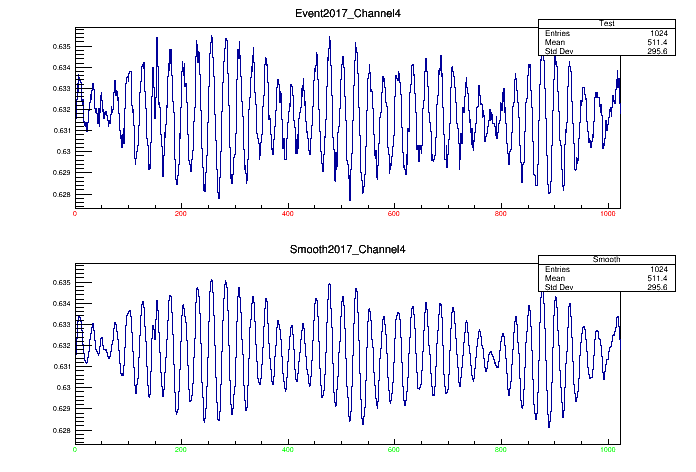 Event2017_Channel4
Test
Entries 1024
Mean 511.4
Std Dev 295.6
0.635
0.634
0.633
0.632
0.631
0.63
0.629
0.628
0 200 400 600 800 1000
Smooth2017_Channel4
Smooth
Entries 1024
Mean 511.4
Std Dev 295.6
0.635
0.634
0.633
0.632
0.631
0.63
0.629
0.628
0 200 400 600 800 1000